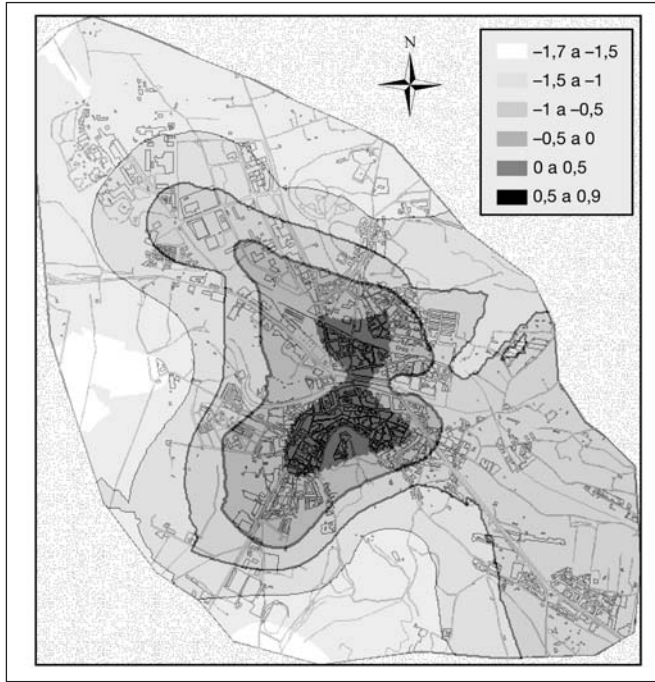 N
–1,7 a –1,5
–1,5 a –1
–1 a –0,5
–0,5 a 0
0 a 0,5
0,5 a 0,9